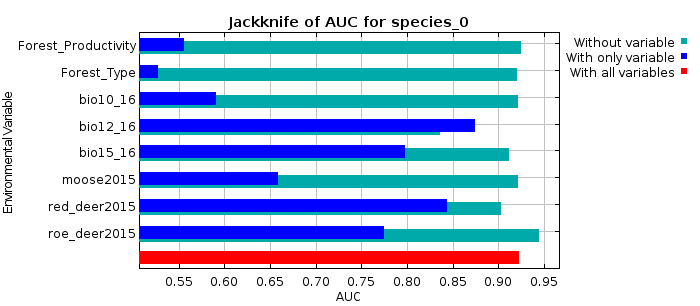 Jackknife of AUC for species_0
Environmental Variable
Forest_Productivity
Forest_Type
bio10_16
bio12_16
bio15_16
moose2015
red_deer2015
roe_deer2015
Without variable
With only variable
With all variables
0.55 0.60 0.65 0.70 0.75 0.80 0.85 0.90 0.95
AUC